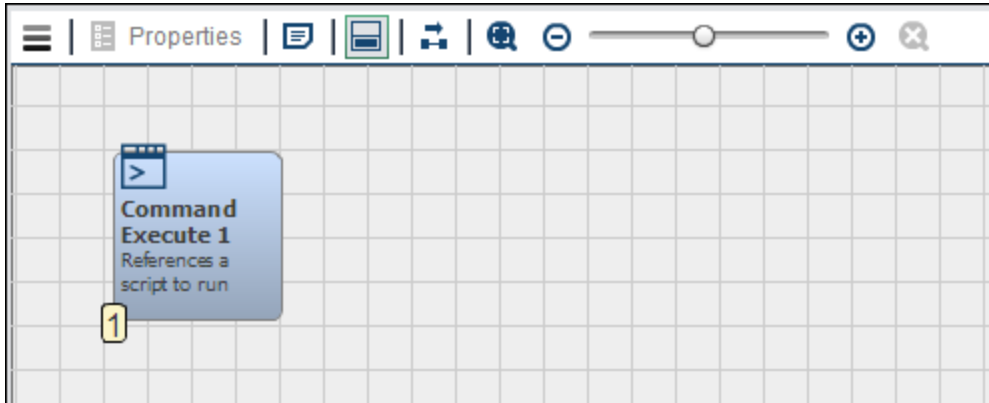 Properties
Command
Execute 1
References a
script to run
1